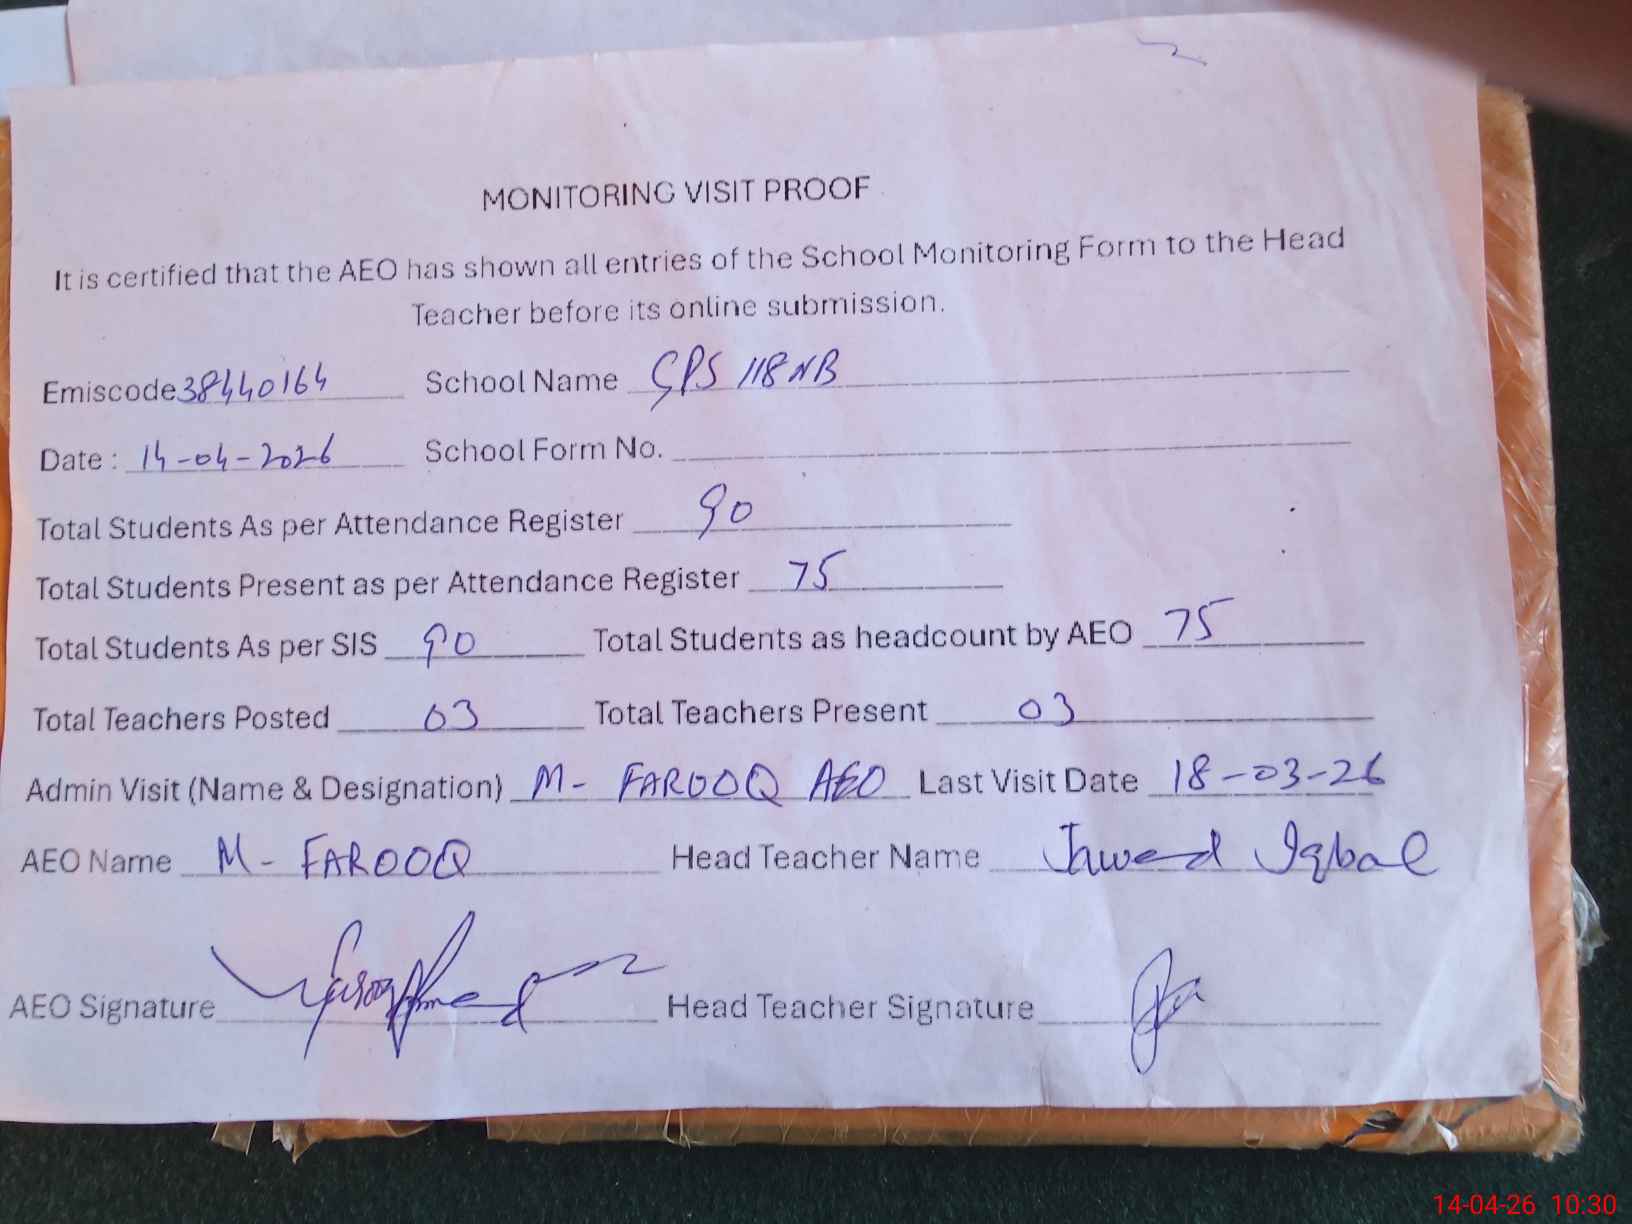 MONITORING VISIT PROOF
It is certified that the AEO has shown all entries of the School Monitoring Form to the Head
Teacher before its online submission.
Emiscode 38440164 School Name GPS 118 NB
Date : 14-04-2026 School Form No.
Total Students As per Attendance Register 90
Total Students Present as per Attendance Register 75
Total Students As per SIS 90 Total Students as headcount by AEO 75
Total Teachers Posted 03 Total Teachers Present 03
Admin Visit (Name & Designation) M- FAROOQ AEO Last Visit Date 18-03-26
AEO Name M- FAROOQ Head Teacher Name Jawed Iqbal
AEO Signature Head Teacher Signature
14-04-26 10:30